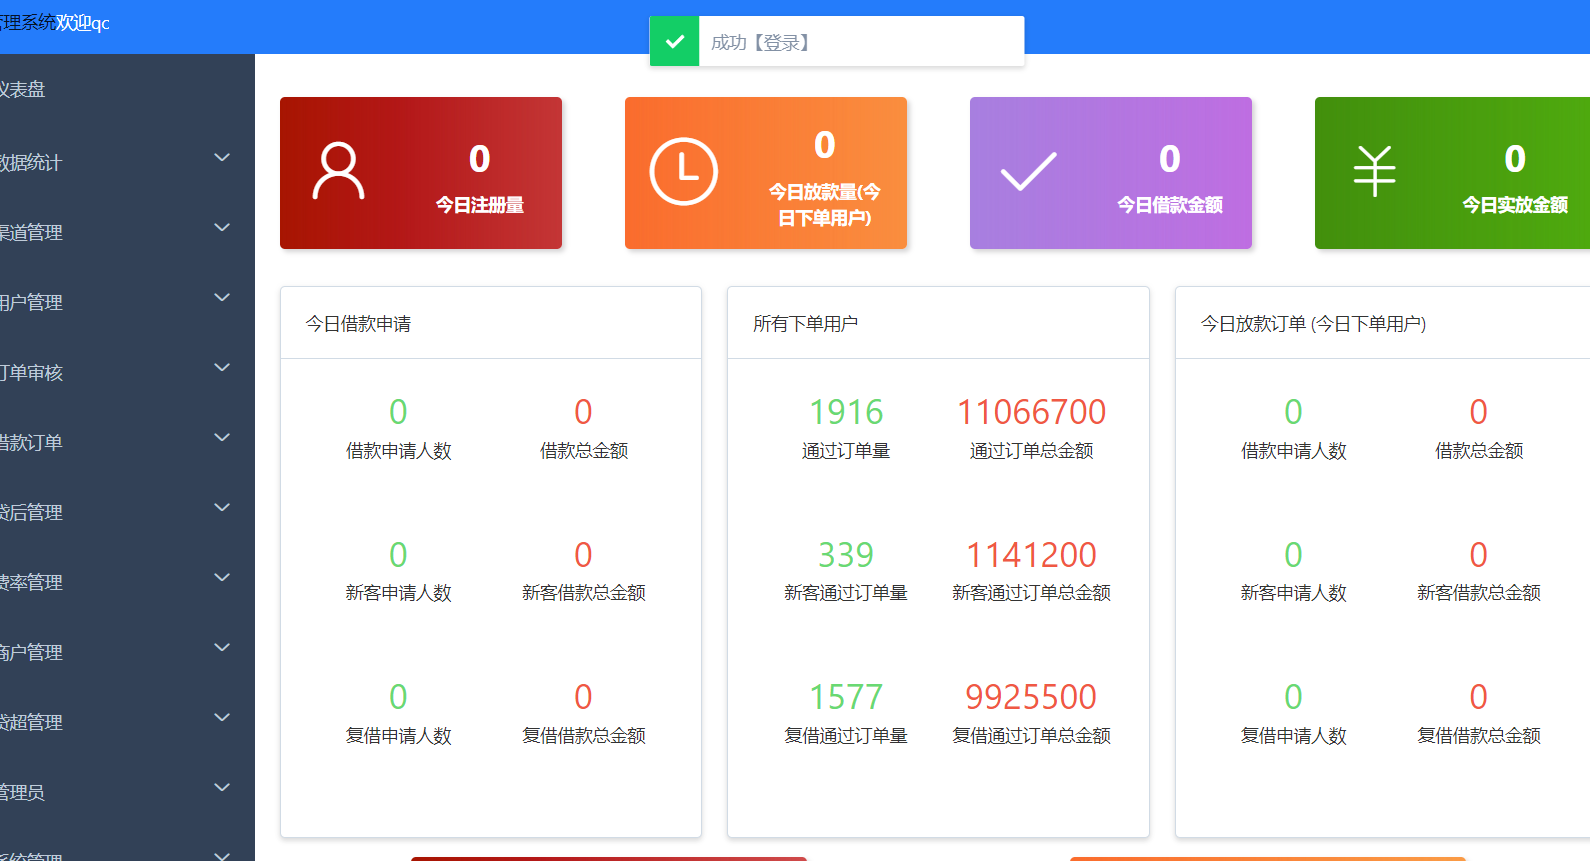 管理系统欢迎qc
成功【登录】
仪表盘
数据统计
渠道管理
用户管理
订单审核
借款订单
贷后管理
费率管理
商户管理
贷超管理
管理员
系统管理
0
今日注册量
0
今日放款量(今
日下单用户)
0
今日借款金额
0
今日实放金额
今日借款申请
0 0
借款申请人数 借款总金额
0 0
新客申请人数 新客借款总金额
0 0
复借申请人数 复借借款总金额
所有下单用户
1916 11066700
通过订单量 通过订单总金额
339 1141200
新客通过订单量 新客通过订单总金额
1577 9925500
复借通过订单量 复借通过订单总金额
今日放款订单 (今日下单用户)
0 0
借款申请人数 借款总金额
0 0
新客申请人数 新客借款总金额
0 0
复借申请人数 复借借款总金额